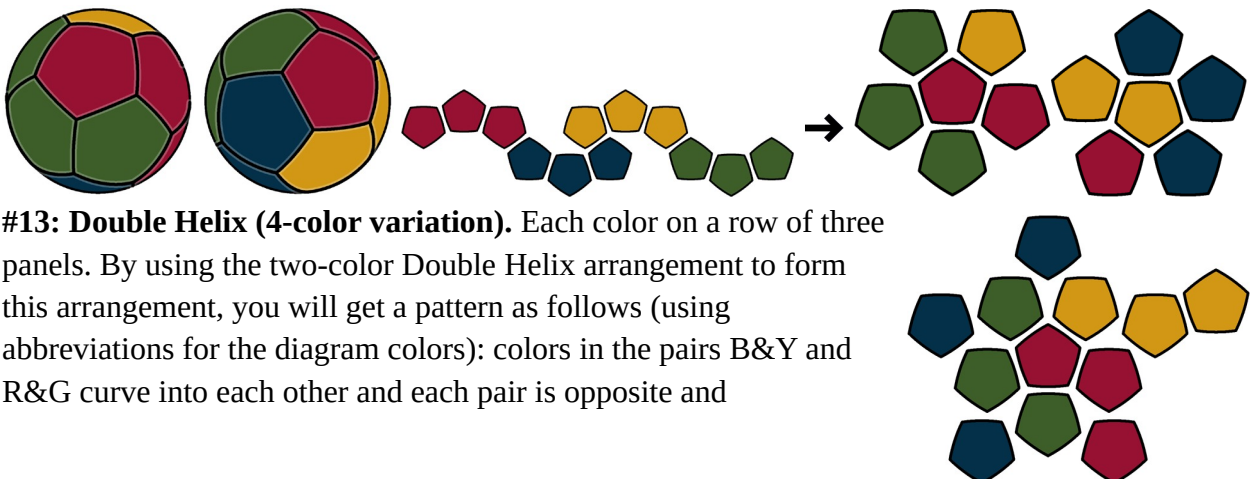 #13: Double Helix (4-color variation). Each color on a row of three
panels. By using the two-color Double Helix arrangement to form
this arrangement, you will get a pattern as follows (using
abbreviations for the diagram colors): colors in the pairs B&Y and
R&G curve into each other and each pair is opposite and